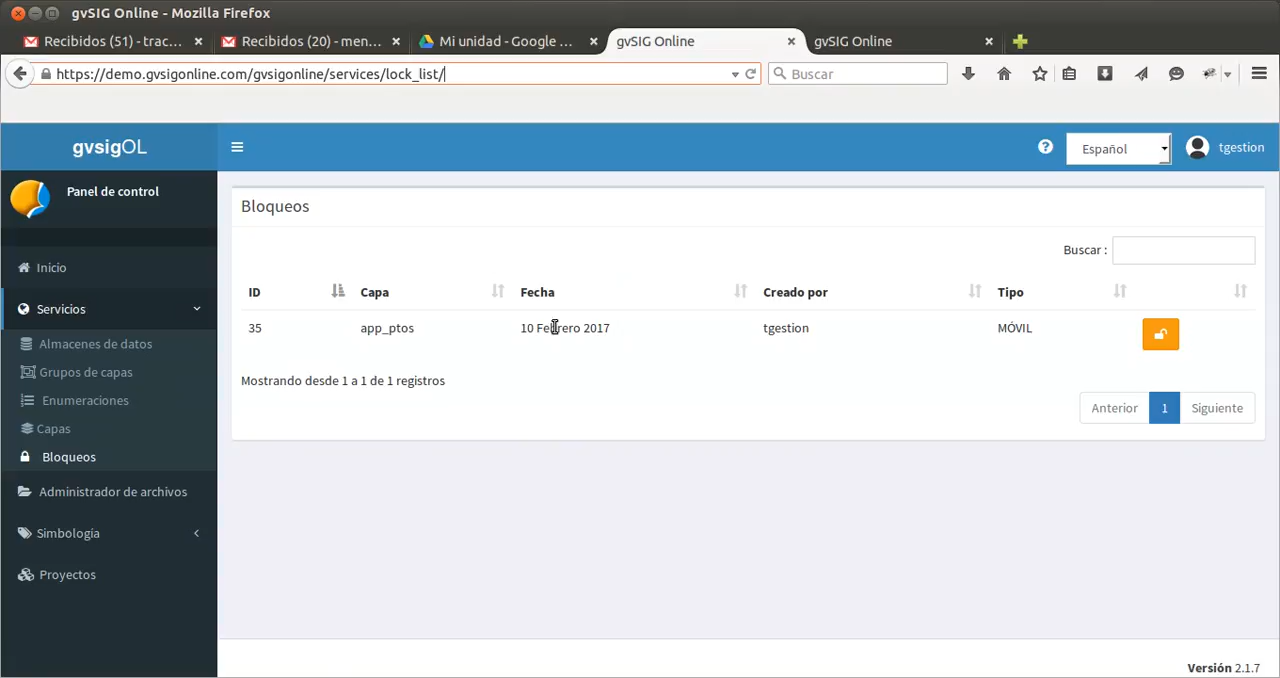 gvSIG Online - Mozilla Firefox
Recibidos (51) - trac...
Recibidos (20) - men...
Mi unidad - Google ...
gvSIG Online
gvSIG Online
https://demo.gvsigonline.com/gvsigonline/services/lock_list/
Buscar
gvsigOL
Español
tgestion
Panel de control
Inicio
Servicios
Almacenes de datos
Grupos de capas
Enumeraciones
Capas
Bloqueos
Administrador de archivos
Simbología
Proyectos
Bloqueos
Buscar :
ID Capa Fecha Creado por Tipo
35 app_ptos 10 Febrero 2017 tgestion MÓVIL
Mostrando desde 1 a 1 de 1 registros
Anterior 1 Siguiente
Versión 2.1.7